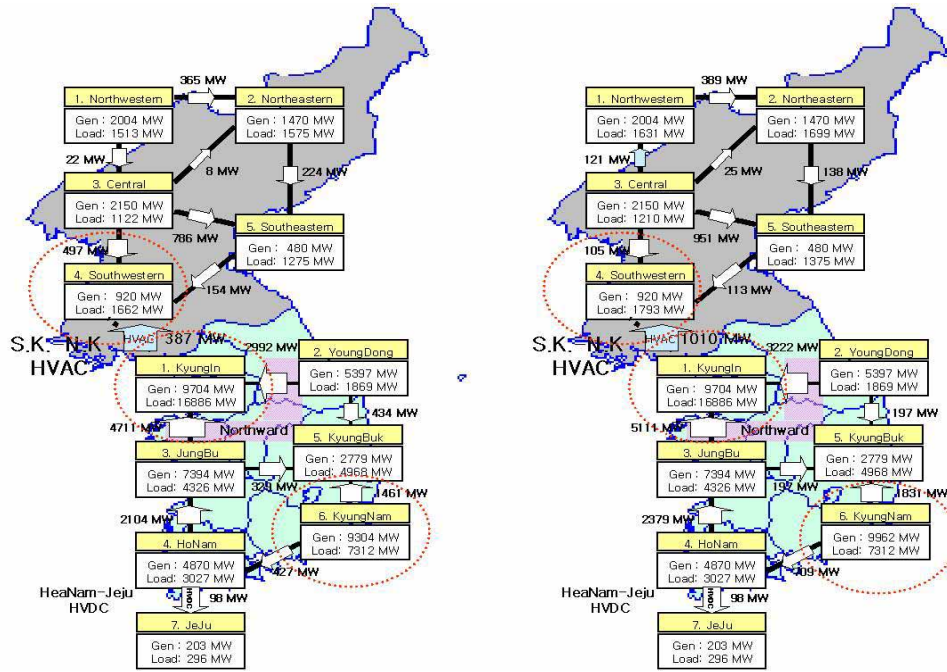 365 MW
1. Northwestern
2. Northeastern
Gen : 2004 MW
Load: 1513 MW
Gen : 1470 MW
Load: 1575 MW
22 MW
8 MW
224 MW
3. Central
Gen : 2150 MW
Load: 1122 MW
786 MW
5. Southeastern
Gen : 480 MW
Load: 1275 MW
497 MW
4. Southwestern
Gen : 920 MW
Load: 1662 MW
154 MW
S.K. N.K
HVAC
HVAC
387 MW
2992 MW
1. KyungIn
Gen : 9704 MW
Load: 16886 MW
2. YoungDong
Gen : 5397 MW
Load: 1869 MW
434 MW
4711 MW
Northward
5. KyungBuk
Gen : 2779 MW
Load: 4968 MW
3. JungBu
Gen : 7394 MW
Load: 4326 MW
MW
1461 MW
2104 MW
6. KyungNam
Gen : 9304 MW
Load: 7312 MW
4. HoNam
Gen : 4870 MW
Load: 3027 MW
427 MW
HeaNam-Jeju
HVDC
98 MW
7. JeJu
Gen : 203 MW
Load: 296 MW
389 MW
1. Northwestern
2. Northeastern
Gen : 2004 MW
Load: 1631 MW
Gen : 1470 MW
Load: 1699 MW
121 MW
25 MW
138 MW
3. Central
Gen : 2150 MW
Load: 1210 MW
951 MW
5. Southeastern
Gen : 480 MW
Load: 1375 MW
105 MW
4. Southwestern
Gen : 920 MW
Load: 1793 MW
113 MW
S.K. N.K
HVAC
HVAC
1010 MW
3222 MW
1. KyungIn
Gen : 9704 MW
Load: 16886 MW
2. YoungDong
Gen : 5397 MW
Load: 1869 MW
197 MW
5111 MW
Northward
5. KyungBuk
Gen : 2779 MW
Load: 4968 MW
3. JungBu
Gen : 7394 MW
Load: 4326 MW
MW
1831 MW
2379 MW
6. KyungNam
Gen : 9962 MW
Load: 7312 MW
4. HoNam
Gen : 4870 MW
Load: 3027 MW
MW
HeaNam-Jeju
HVDC
98 MW
7. JeJu
Gen : 203 MW
Load: 296 MW